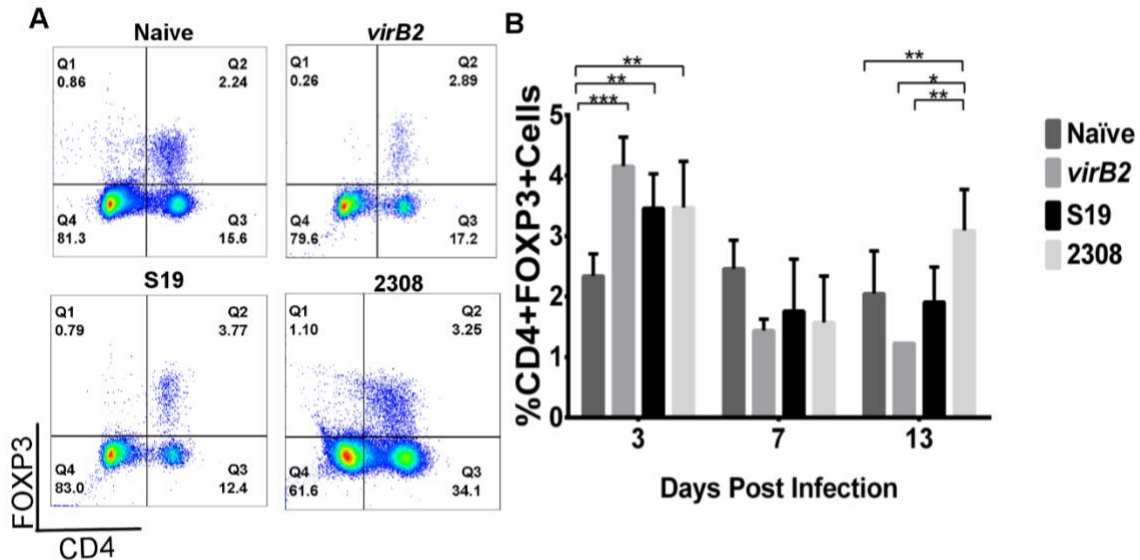 A
Naive
Q1
0.86
Q2
2.24
Q4
81.3
Q3
15.6
virB2
Q1
0.26
Q2
2.89
Q4
79.6
Q3
17.2
S19
Q1
0.79
Q2
3.77
Q4
83.0
Q3
12.4
2308
Q1
1.10
Q2
3.25
Q4
61.6
Q3
34.1
FOXP3
CD4
B
**
**
***
**
*
**
%CD4+FOXP3+Cells
5
4
3
2
1
0
3 7 13
Days Post Infection
Naïve
virB2
S19
2308